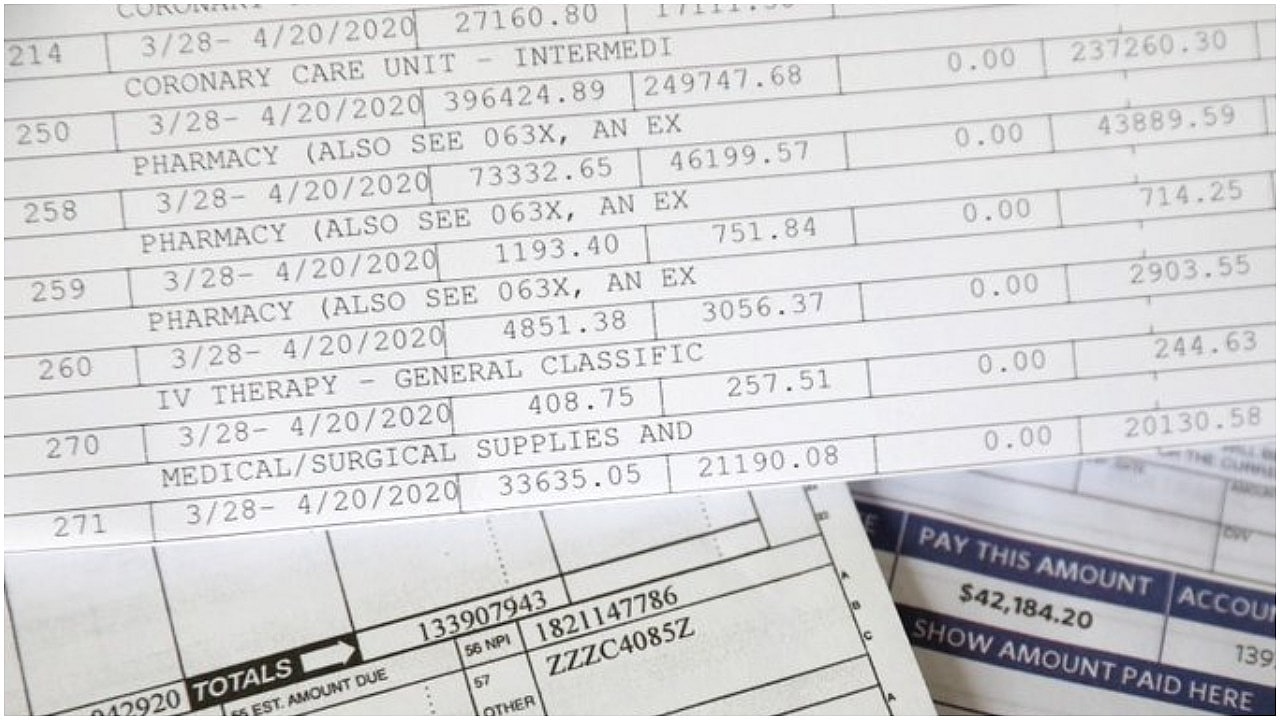 CORONARY
214 3/28- 4/20/2020 27160.80
CORONARY CARE UNIT - INTERMEDI
250 3/28- 4/20/2020 396424.89 249747.68 0.00 237260.30
PHARMACY (ALSO SEE 063X, AN EX
258 3/28- 4/20/2020 73332.65 46199.57 0.00 43889.59
PHARMACY (ALSO SEE 063X, AN EX
259 3/28- 4/20/2020 1193.40 751.84 0.00 714.25
PHARMACY (ALSO SEE 063X, AN EX
260 3/28- 4/20/2020 4851.38 3056.37 0.00 2903.55
IV THERAPY - GENERAL CLASSIFIC
270 3/28- 4/20/2020 408.75 257.51 0.00 244.63
MEDICAL/SURGICAL SUPPLIES AND
271 3/28- 4/20/2020 33635.05 21190.08 0.00 20130.58
042920 TOTALS 133907943
55 EST. AMOUNT DUE 56 NPI 1821147786
57 ZZZC4085Z
OTHER
A
B
C
A
PAY THIS AMOUNT ACCOU
$42,184.20 139
SHOW AMOUNT PAID HERE
CVV